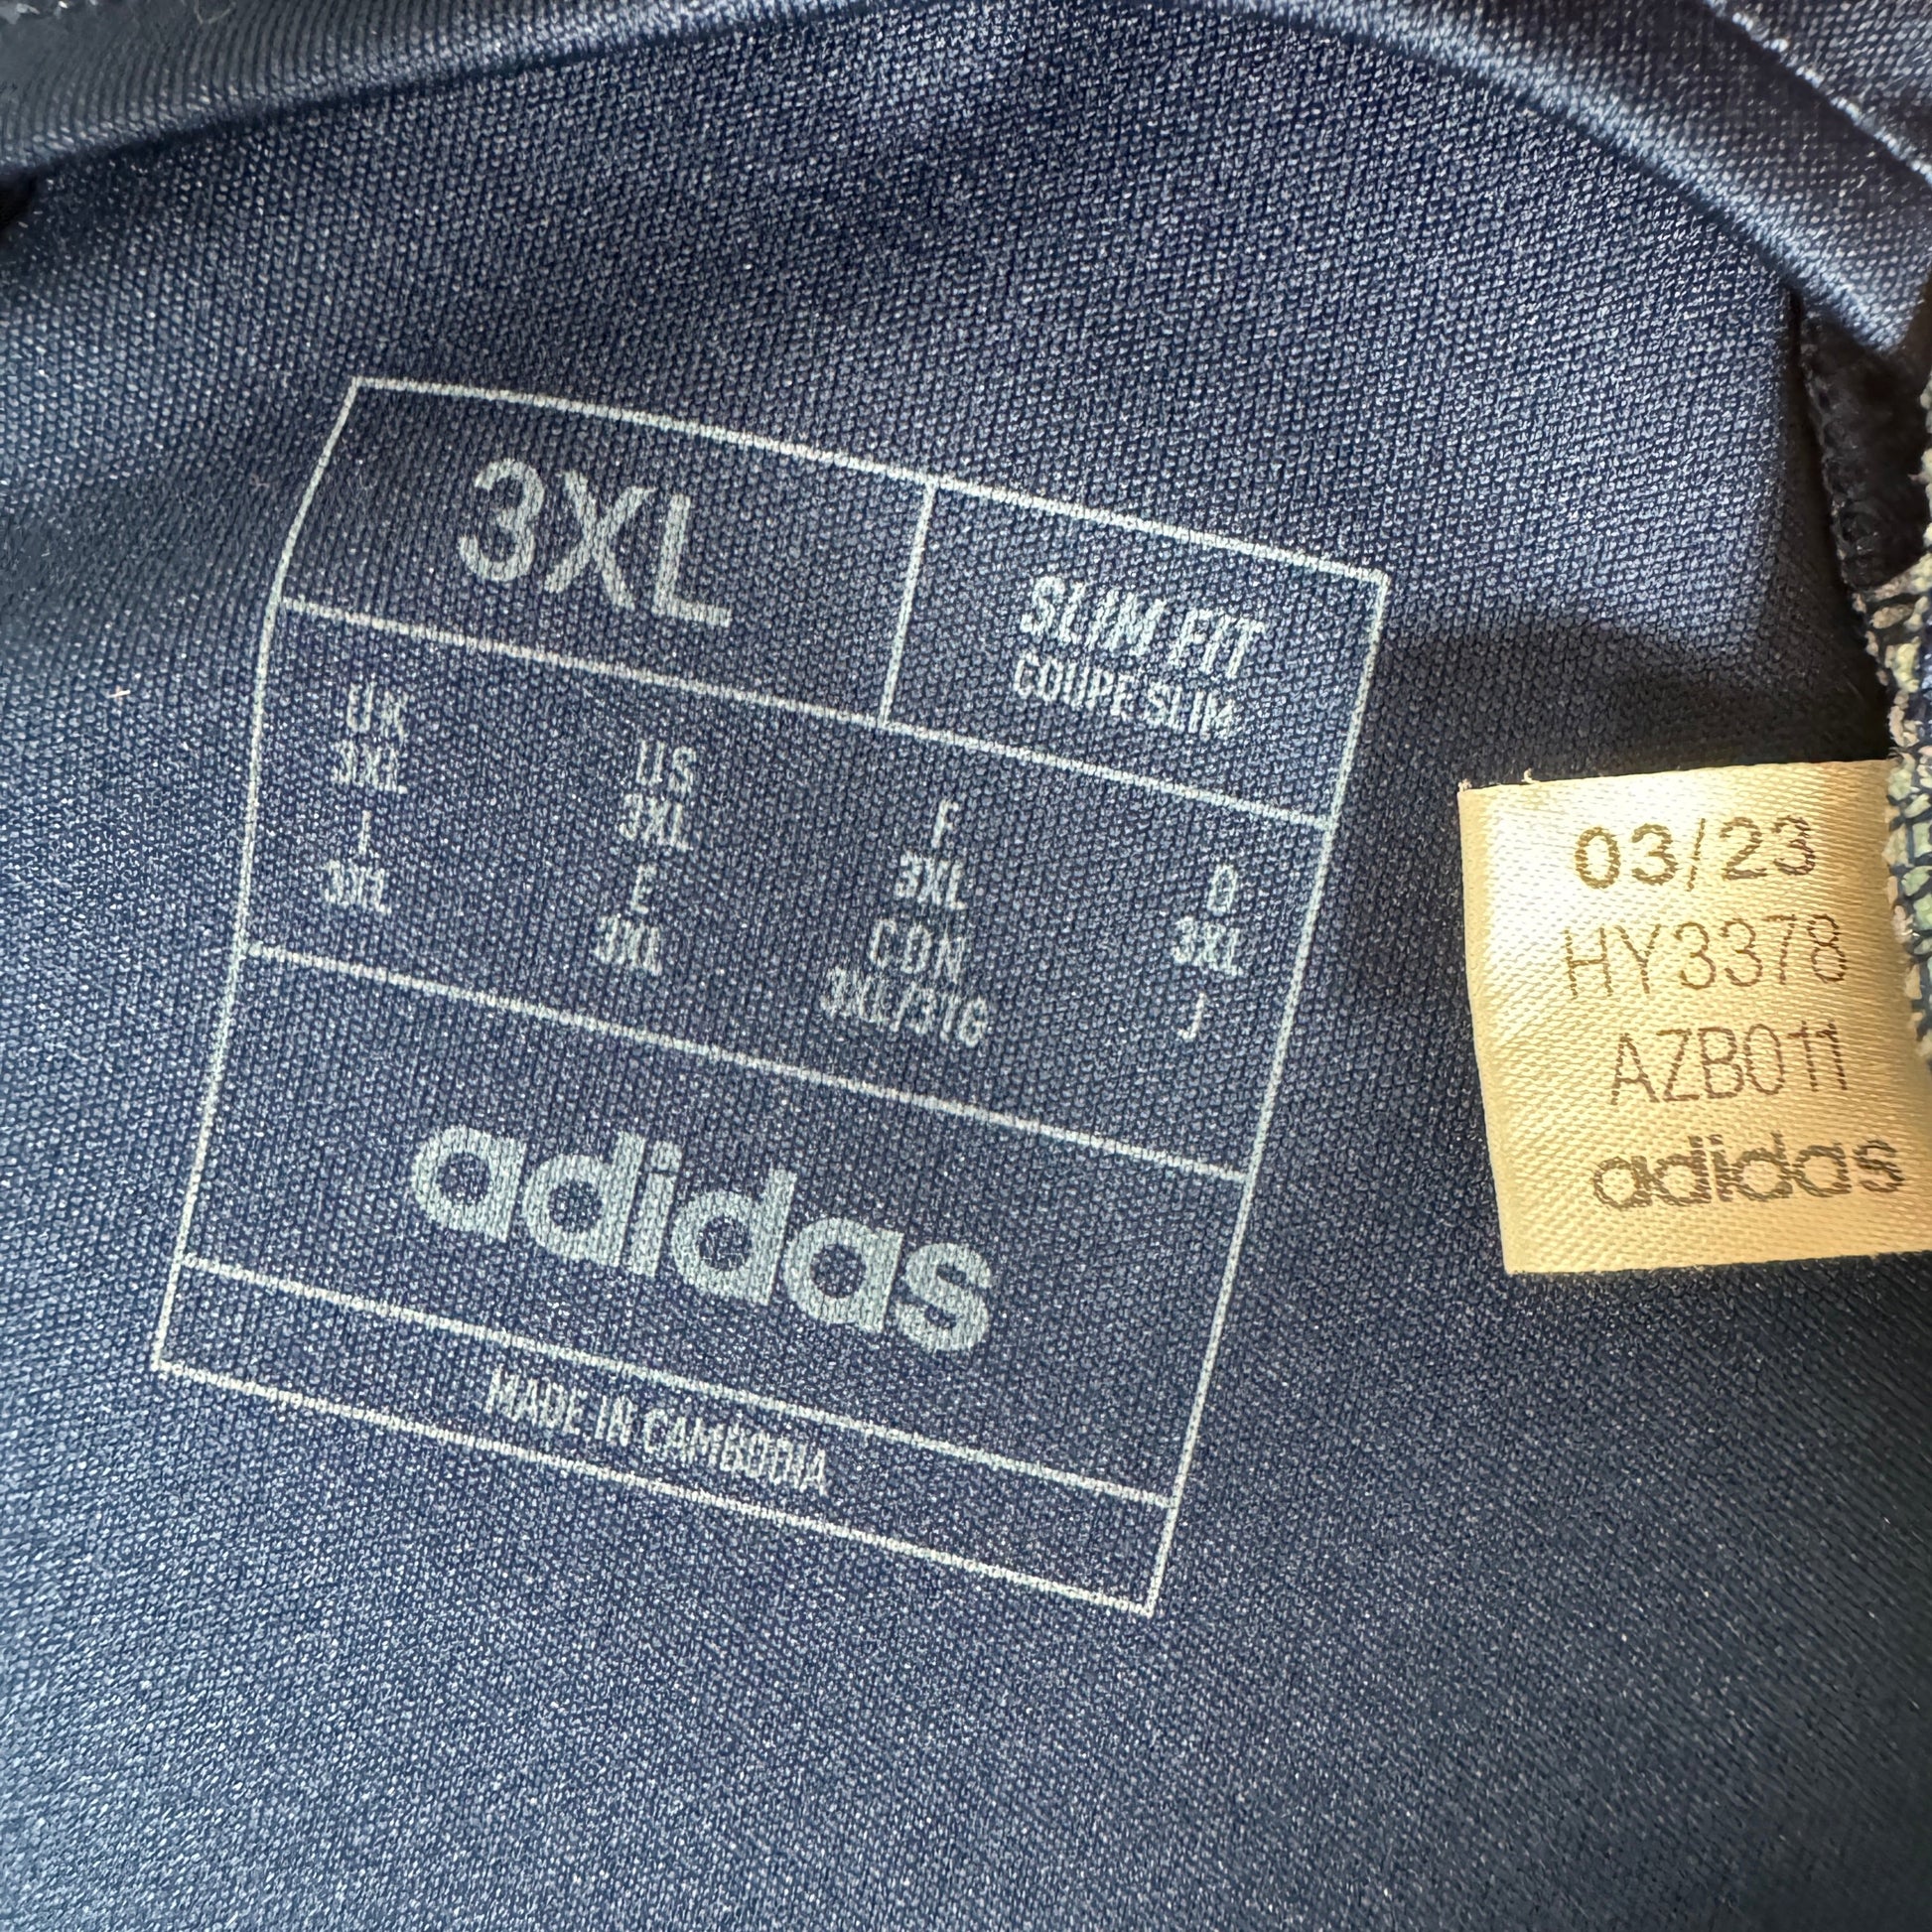 3XL
SLIM FIT
COUPE SLIM
UK US F D
3XL 3XL 3XL 3XL
I E CDN J
3XL 3XL 3XL/3TG
adidas
MADE IN CAMBODIA
03/23
HY3378
AZB011
adidas